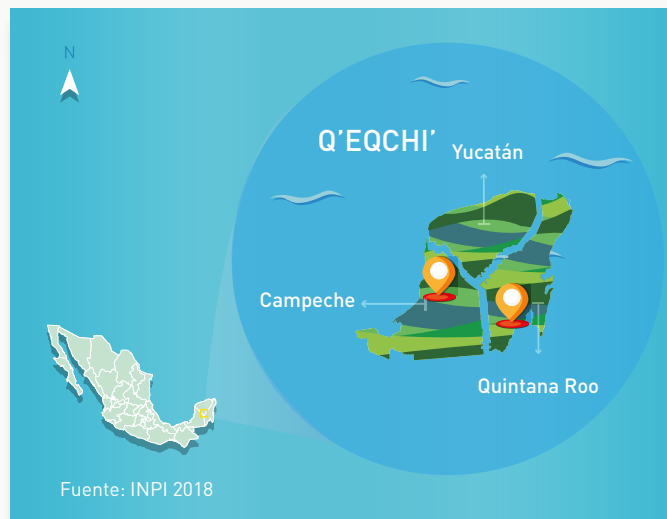 N
Q'EQCHI'
Yucatán
Campeche
Quintana Roo
Fuente: INPI 2018